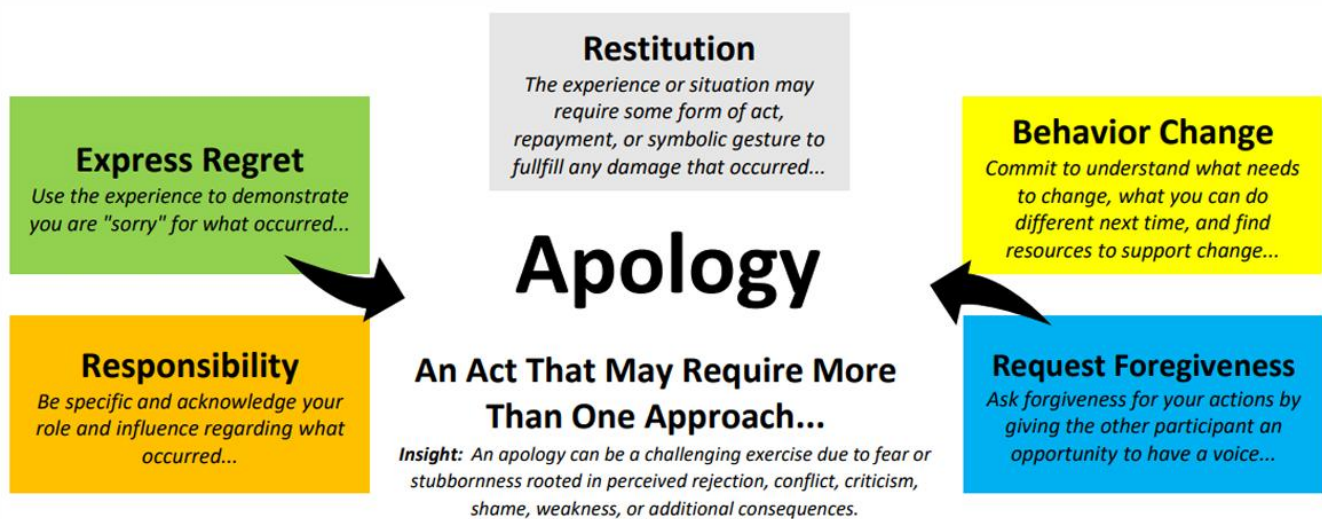 Restitution
The experience or situation may
require some form of act,
repayment, or symbolic gesture to
fullfill any damage that occurred...
Express Regret
Use the experience to demonstrate
you are "sorry" for what occurred...
Behavior Change
Commit to understand what needs
to change, what you can do
different next time, and find
resources to support change...
Apology
Responsibility
Be specific and acknowledge your
role and influence regarding what
occurred...
An Act That May Require More
Than One Approach...
Insight: An apology can be a challenging exercise due to fear or
stubbornness rooted in perceived rejection, conflict, criticism,
shame, weakness, or additional consequences.
Request Foregiveness
Ask forgiveness for your actions by
giving the other participant an
opportunity to have a voice...